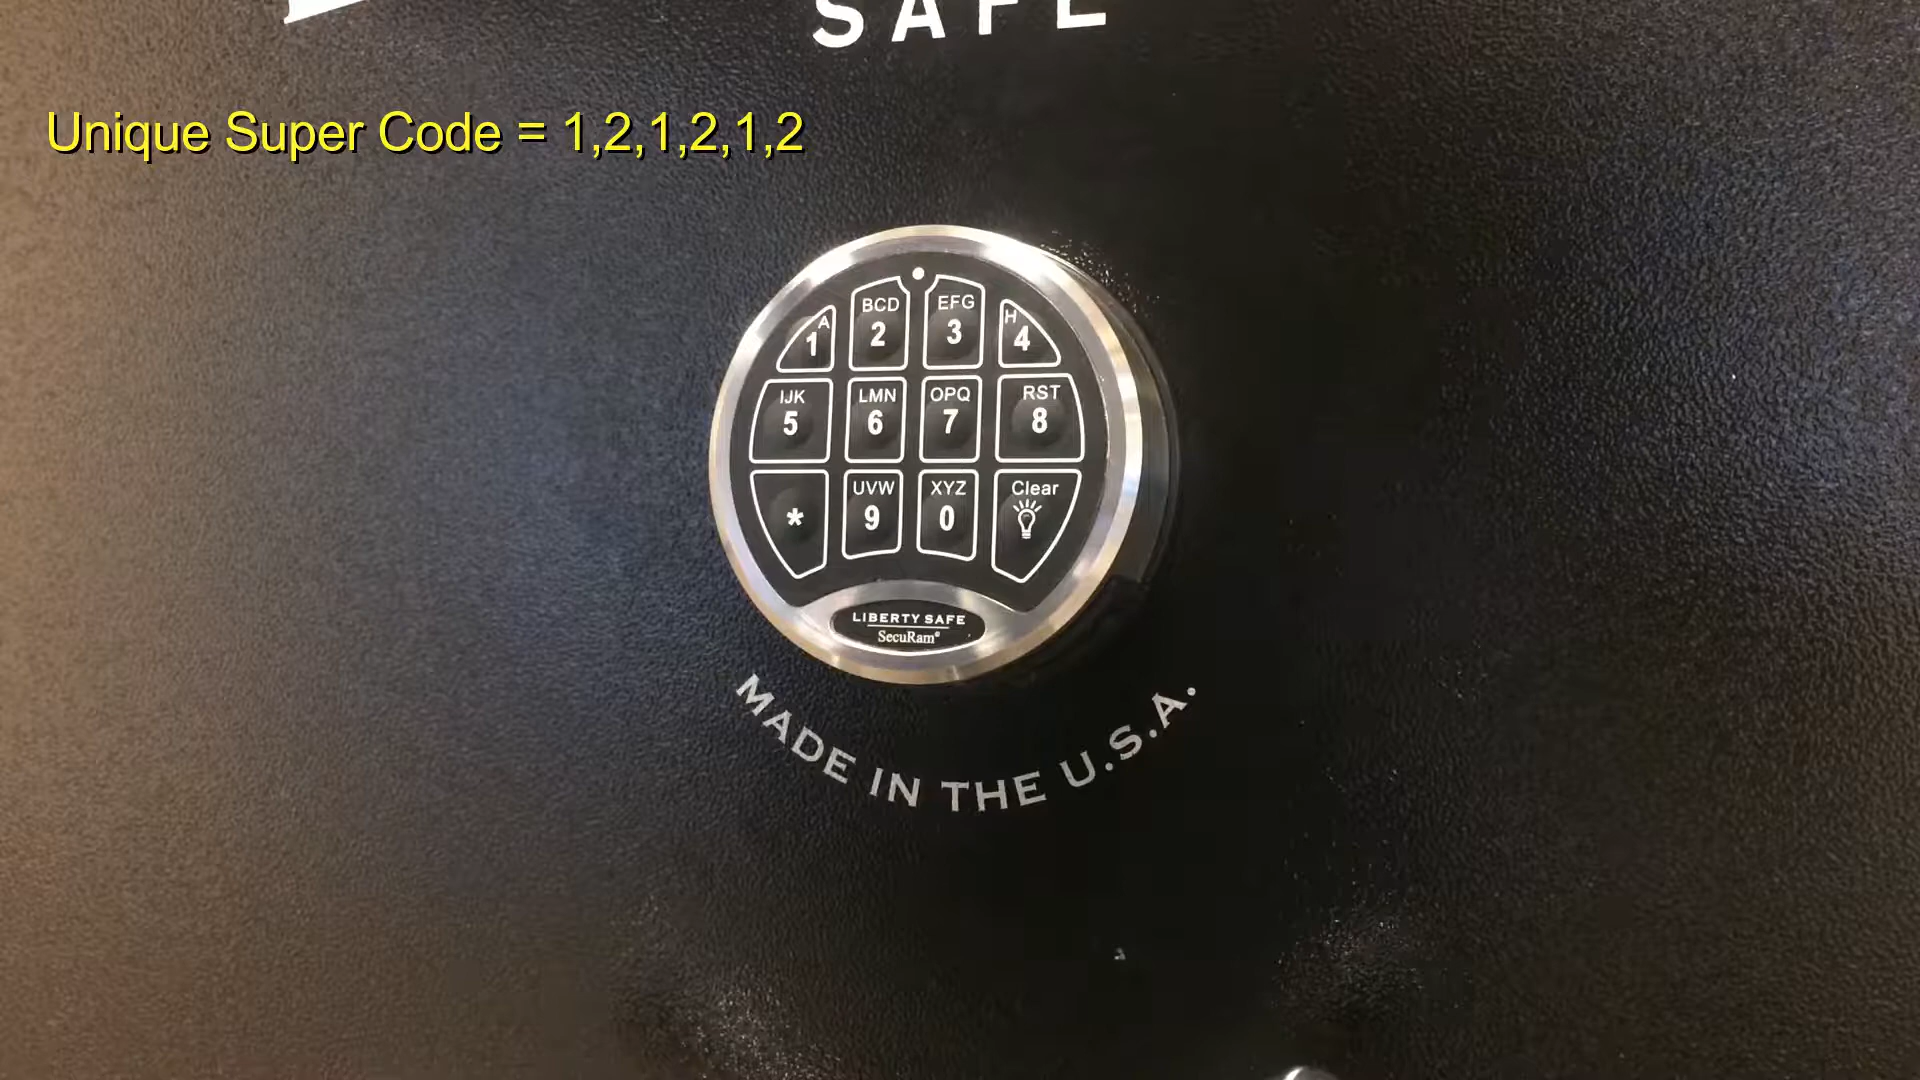 SAFE
Unique Super Code = 1,2,1,2,1,2
A
1
BCD
2
EFG
3
H
4
IJK
5
LMN
6
OPQ
7
RST
8
*
UVW
9
XYZ
0
Clear
LIBERTY SAFE
SecuRam®
MADE IN THE U.S.A.